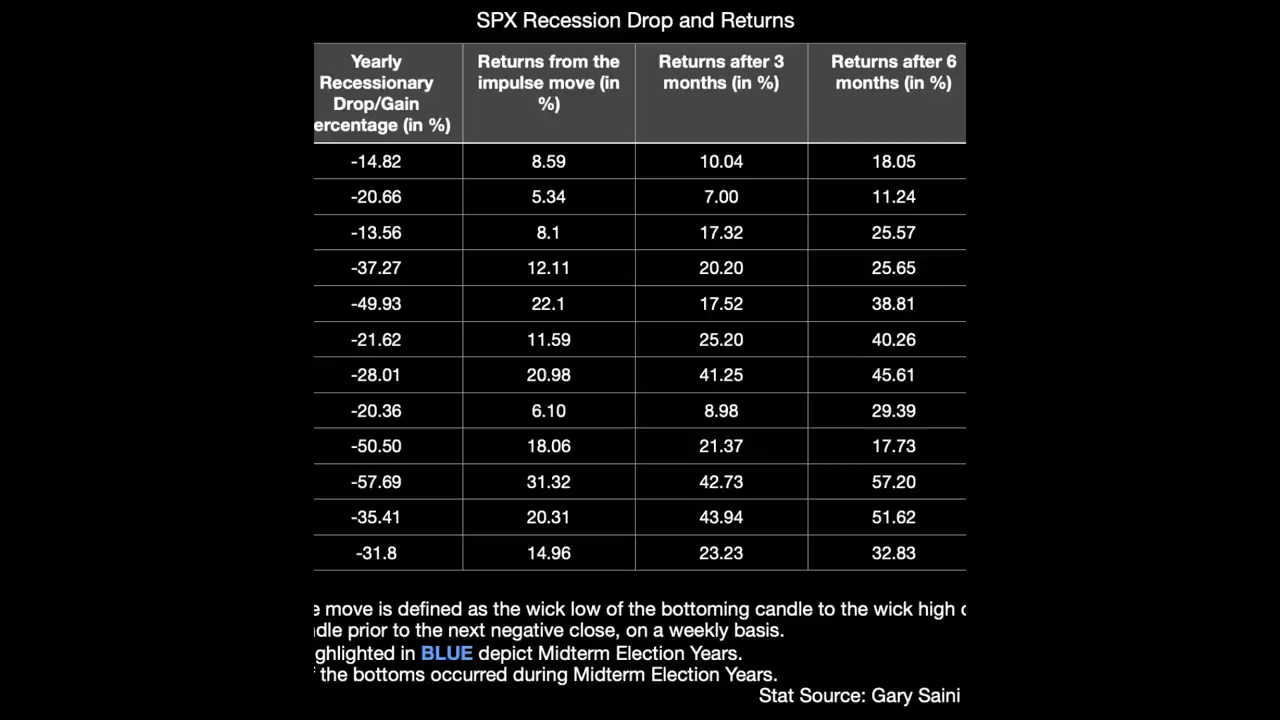 SPX Recession Drop and Returns
Yearly Recessionary Drop/Gain ercentage (in %) Returns from the impulse move (in %) Returns after 3 months (in %) Returns after 6 months (in %)
-14.82 8.59 10.04 18.05
-20.66 5.34 7.00 11.24
-13.56 8.1 17.32 25.57
-37.27 12.11 20.20 25.65
-49.93 22.1 17.52 38.81
-21.62 11.59 25.20 40.26
-28.01 20.98 41.25 45.61
-20.36 6.10 8.98 29.39
-50.50 18.06 21.37 17.73
-57.69 31.32 42.73 57.20
-35.41 20.31 43.94 51.62
-31.8 14.96 23.23 32.83
e move is defined as the wick low of the bottoming candle to the wick high
dle prior to the next negative close, on a weekly basis.
ghlighted in BLUE depict Midterm Election Years.
the bottoms occurred during Midterm Election Years.
Stat Source: Gary Saini